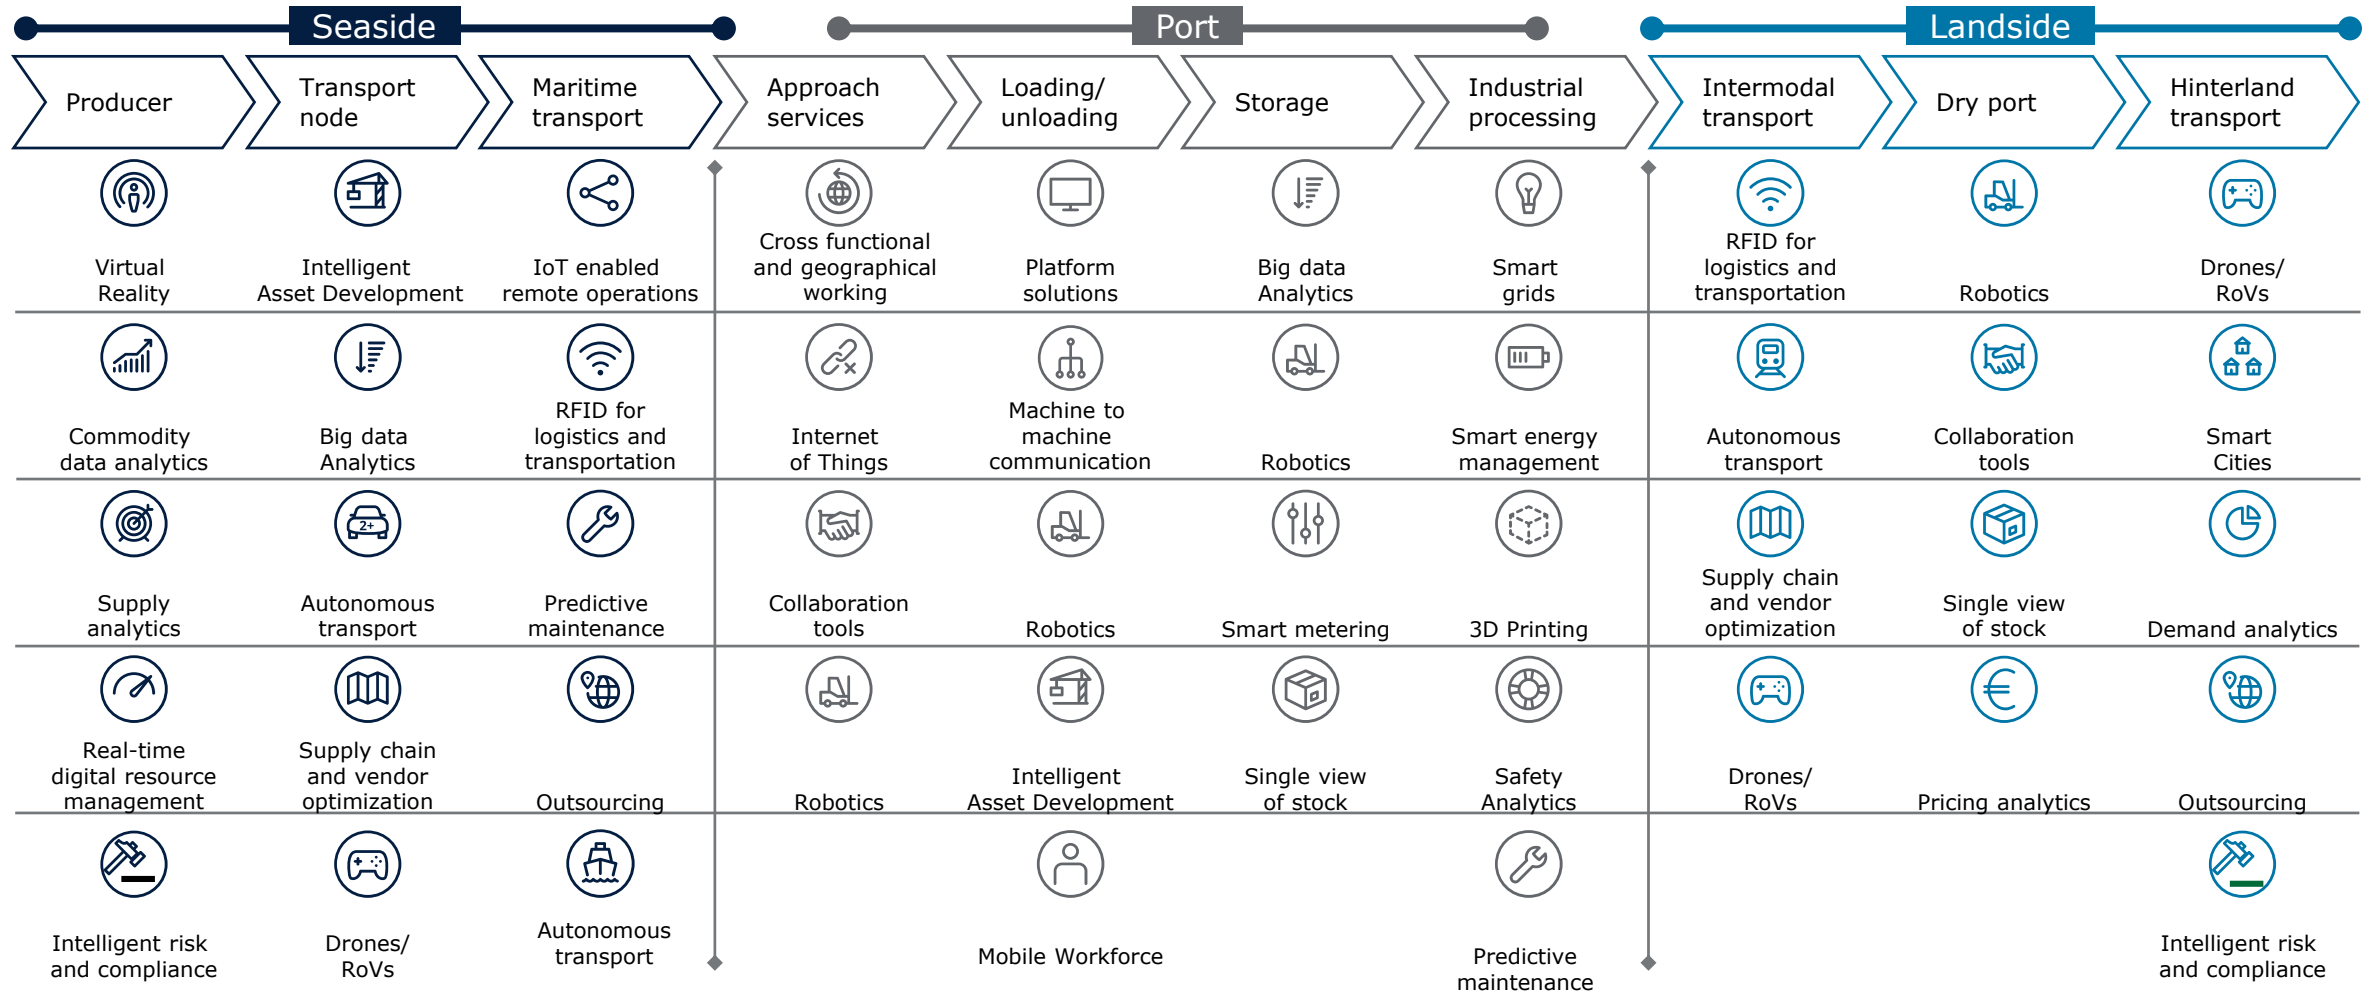 Seaside
Port
Landside
Producer
Transport
node
Maritime
transport
Approach
services
Loading/
unloading
Storage
Industrial
processing
Intermodal
transport
Dry port
Hinterland
transport
Virtual
Reality
Intelligent
Asset Development
IoT enabled
remote operations
Cross functional
and geographical
working
Platform
solutions
Big data
Analytics
Smart
grids
RFID for
logistics and
transportation
Robotics
Drones/
RoVs
Commodity
data analytics
Big data
Analytics
RFID for
logistics and
transportation
Internet
of Things
Machine to
machine
communication
Robotics
Smart energy
management
Autonomous
transport
Collaboration
tools
Smart
Cities
Supply
analytics
2+
Autonomous
transport
Predictive
maintenance
Collaboration
tools
Robotics
Smart metering
3D Printing
Supply chain
and vendor
optimization
Single view
of stock
Demand analytics
Real-time
digital resource
management
Supply chain
and vendor
optimization
Outsourcing
Robotics
Intelligent
Asset Development
Single view
of stock
Safety
Analytics
Drones/
RoVs
Pricing analytics
Outsourcing
Intelligent risk
and compliance
Drones/
RoVs
Autonomous
transport
Mobile Workforce
Predictive
maintenance
Intelligent risk
and compliance